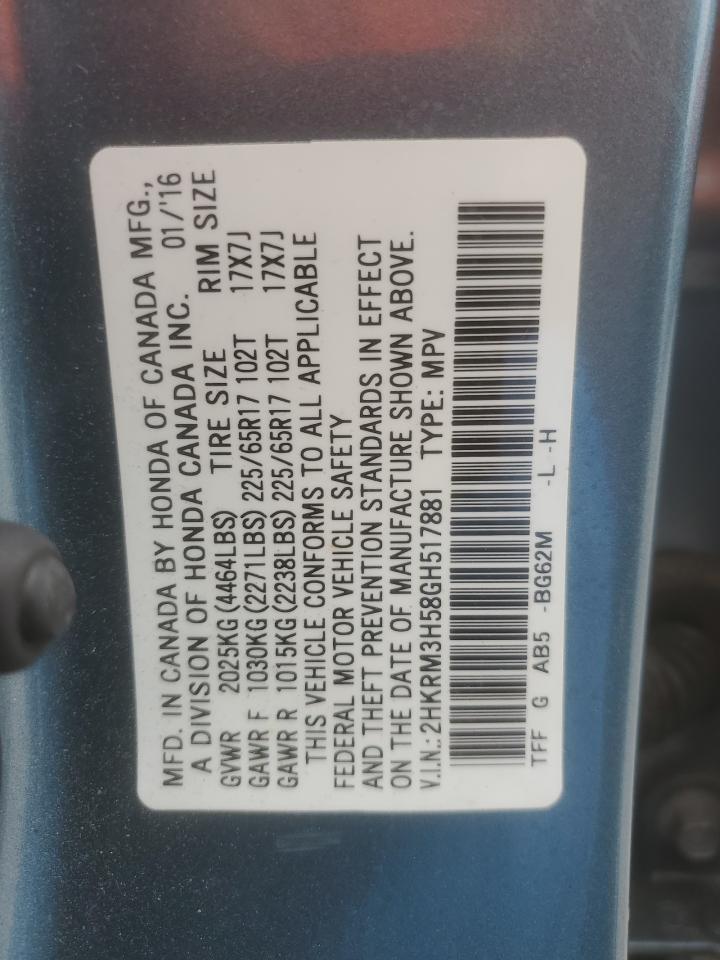 MFD. IN CANADA BY HONDA OF CANADA MFG.,
A DIVISION OF HONDA CANADA INC. 01/'16
GVWR 2025KG(4464LBS) TIRE SIZE RIM SIZE
GAWR F 1030KG(2271LBS) 225/65R17 102T 17X7J
GAWR R 1015KG(2238LBS) 225/65R17 102T 17X7J
THIS VEHICLE CONFORMS TO ALL APPLICABLE
FEDERAL MOTOR VEHICLE SAFETY
AND THEFT PREVENTION STANDARDS IN EFFECT
ON THE DATE OF MANUFACTURE SHOWN ABOVE.
V.I.N.:2HKRM3H58GH517881 TYPE: MPV
TFF G AB5 -BG62M -L -H